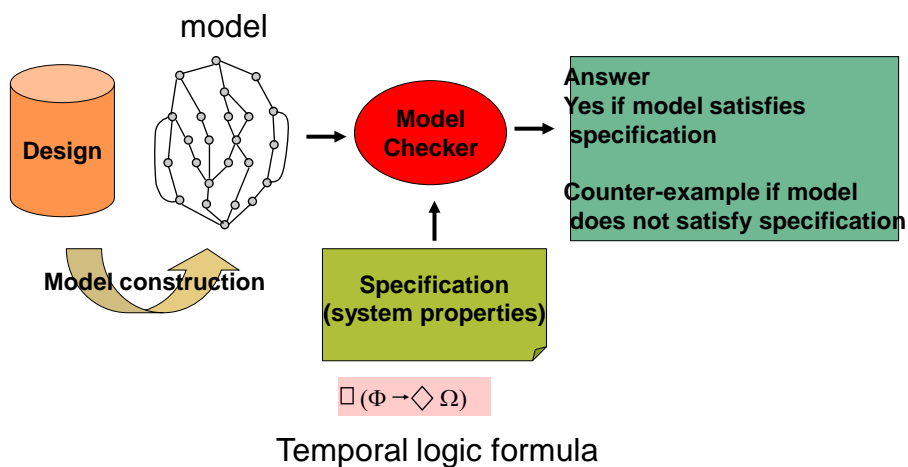 model
Design
Model construction
Model
Checker
Answer
Yes if model satisfies
specification
Counter-example if model
does not satisfy specification
Specification
(system properties)
□ (Φ → ◇ Ω)
Temporal logic formula